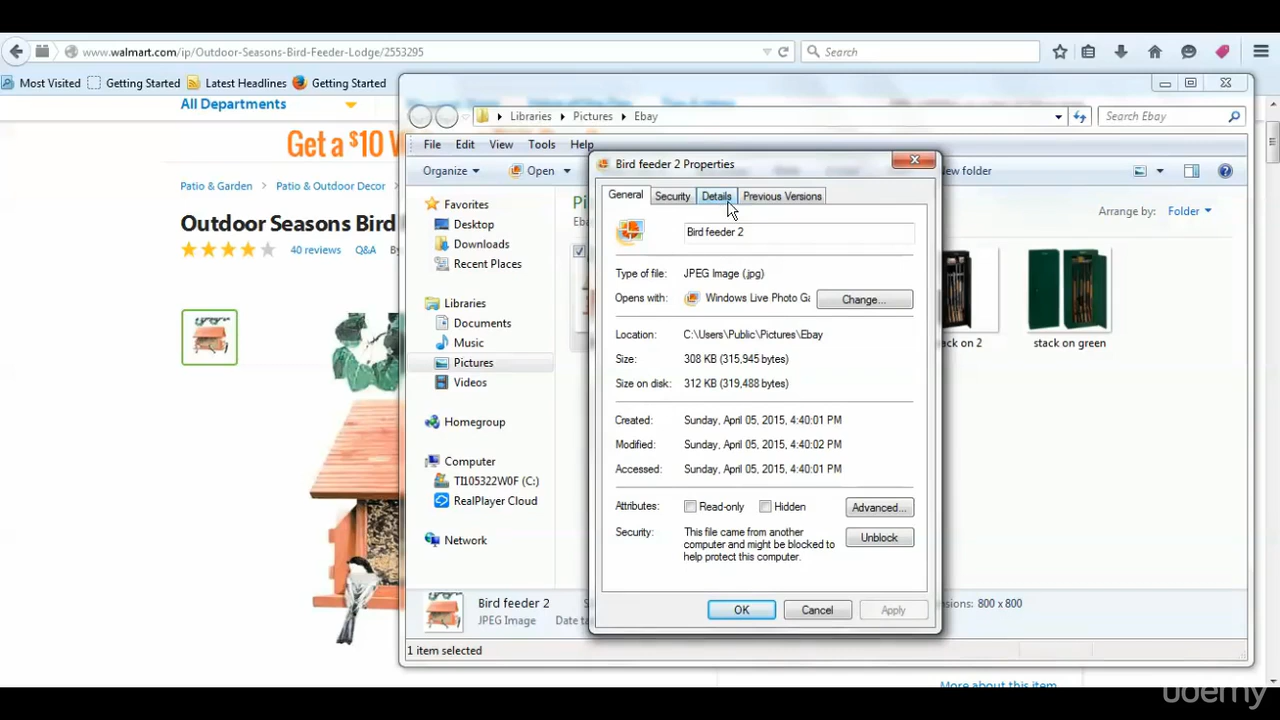 www.walmart.com/ip/Outdoor-Seasons-Bird-Feeder-Lodge/2553295
Search
Most Visited
Getting Started
Latest Headlines
Getting Started
All Departments
Get a $10 W
Patio & Garden
Patio & Outdoor Decor
Outdoor Seasons Bird
40 reviews
Q&A
Libraries
Pictures
Ebay
Search Ebay
File
Edit
View
Tools
Help
Organize
Open
New folder
Arrange by:
Folder
Favorites
Desktop
Downloads
Recent Places
Libraries
Documents
Music
Pictures
Videos
Homegroup
Computer
TI105322W0F (C:)
RealPlayer Cloud
Network
stack on green
Bird feeder 2 Properties
General
Security
Details
Previous Versions
Bird feeder 2
Type of file: JPEG Image (.jpg)
Opens with: Windows Live Photo Ga
Change...
Location: C:\Users\Public\Pictures\Ebay
Size: 308 KB (315,945 bytes)
Size on disk: 312 KB (319,488 bytes)
Created: Sunday, April 05, 2015, 4:40:01 PM
Modified: Sunday, April 05, 2015, 4:40:02 PM
Accessed: Sunday, April 05, 2015, 4:40:01 PM
Attributes:
Read-only
Hidden
Advanced...
Security: This file came from another
computer and might be blocked to
help protect this computer.
Unblock
OK
Cancel
Apply
Bird feeder 2
JPEG Image
800 x 800
1 item selected
More about this item
udemy